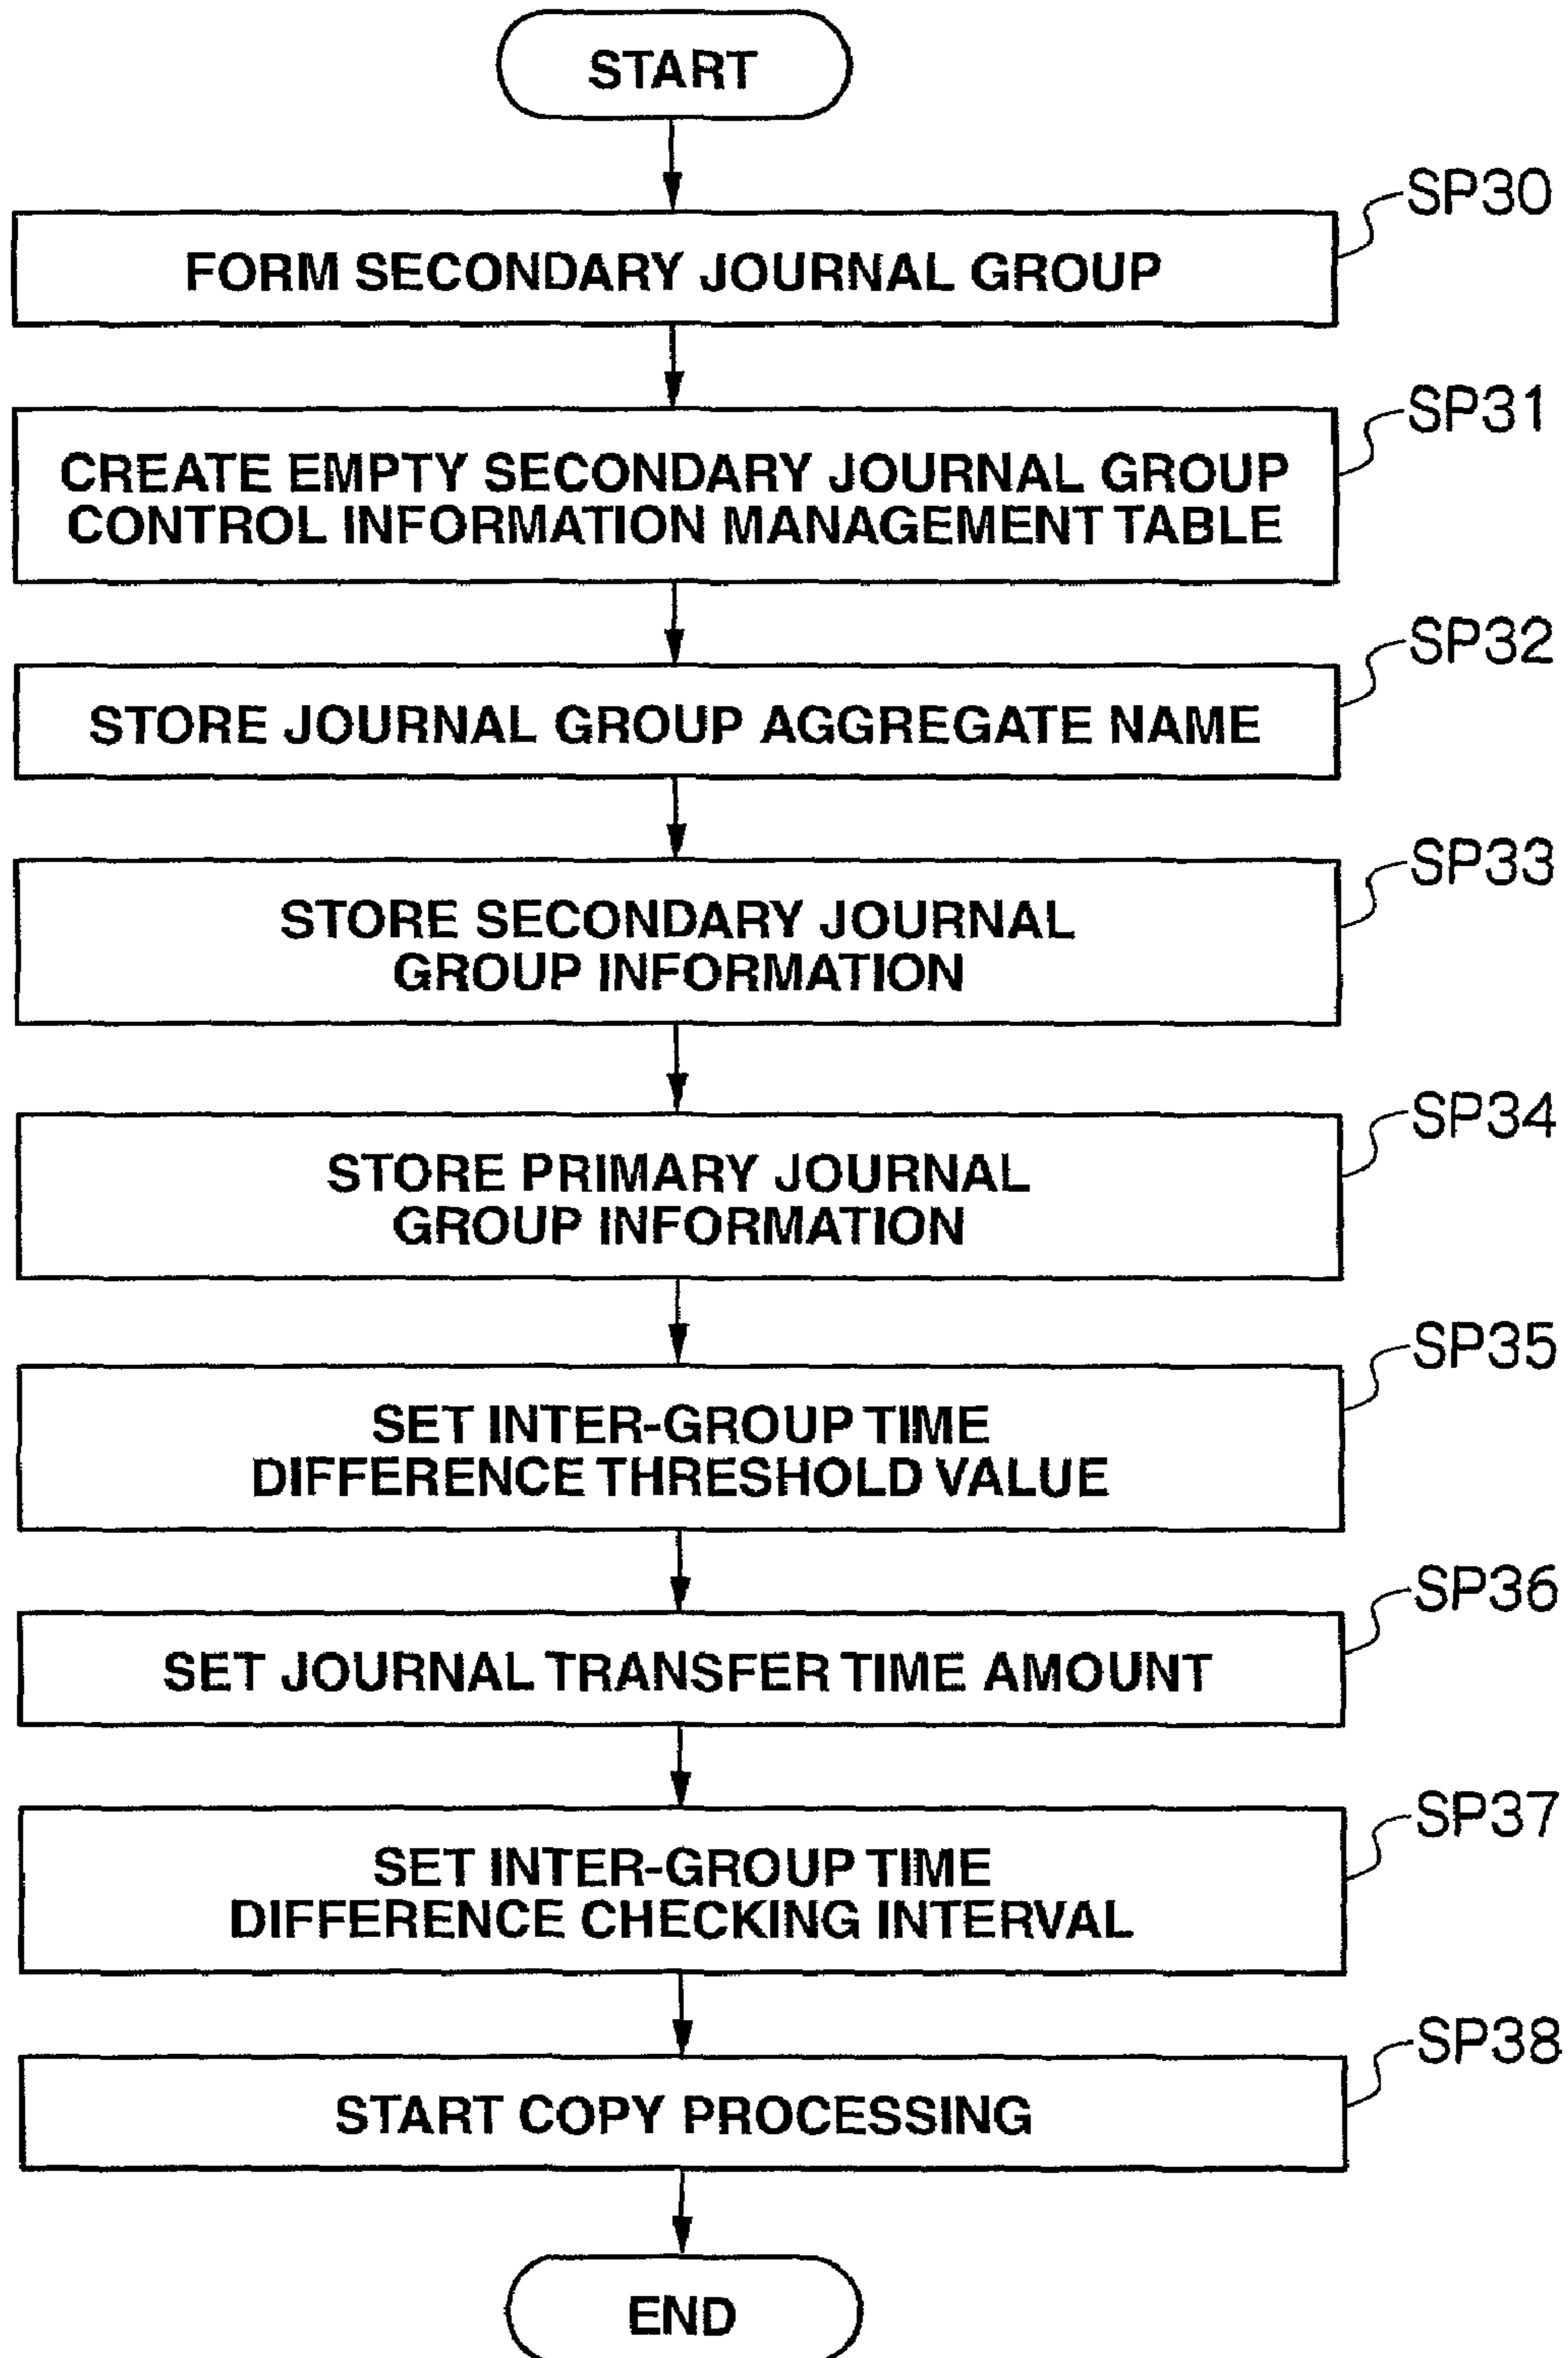 START
SP30
FORM SECONDARY JOURNAL GROUP
SP31
CREATE EMPTY SECONDARY JOURNAL GROUP
CONTROL INFORMATION MANAGEMENT TABLE
SP32
STORE JOURNAL GROUP AGGREGATE NAME
SP33
STORE SECONDARY JOURNAL
GROUP INFORMATION
SP34
STORE PRIMARY JOURNAL
GROUP INFORMATION
SP35
SET INTER-GROUP TIME
DIFFERENCE THRESHOLD VALUE
SP36
SET JOURNAL TRANSFER TIME AMOUNT
SP37
SET INTER-GROUP TIME
DIFFERENCE CHECKING INTERVAL
SP38
START COPY PROCESSING
END